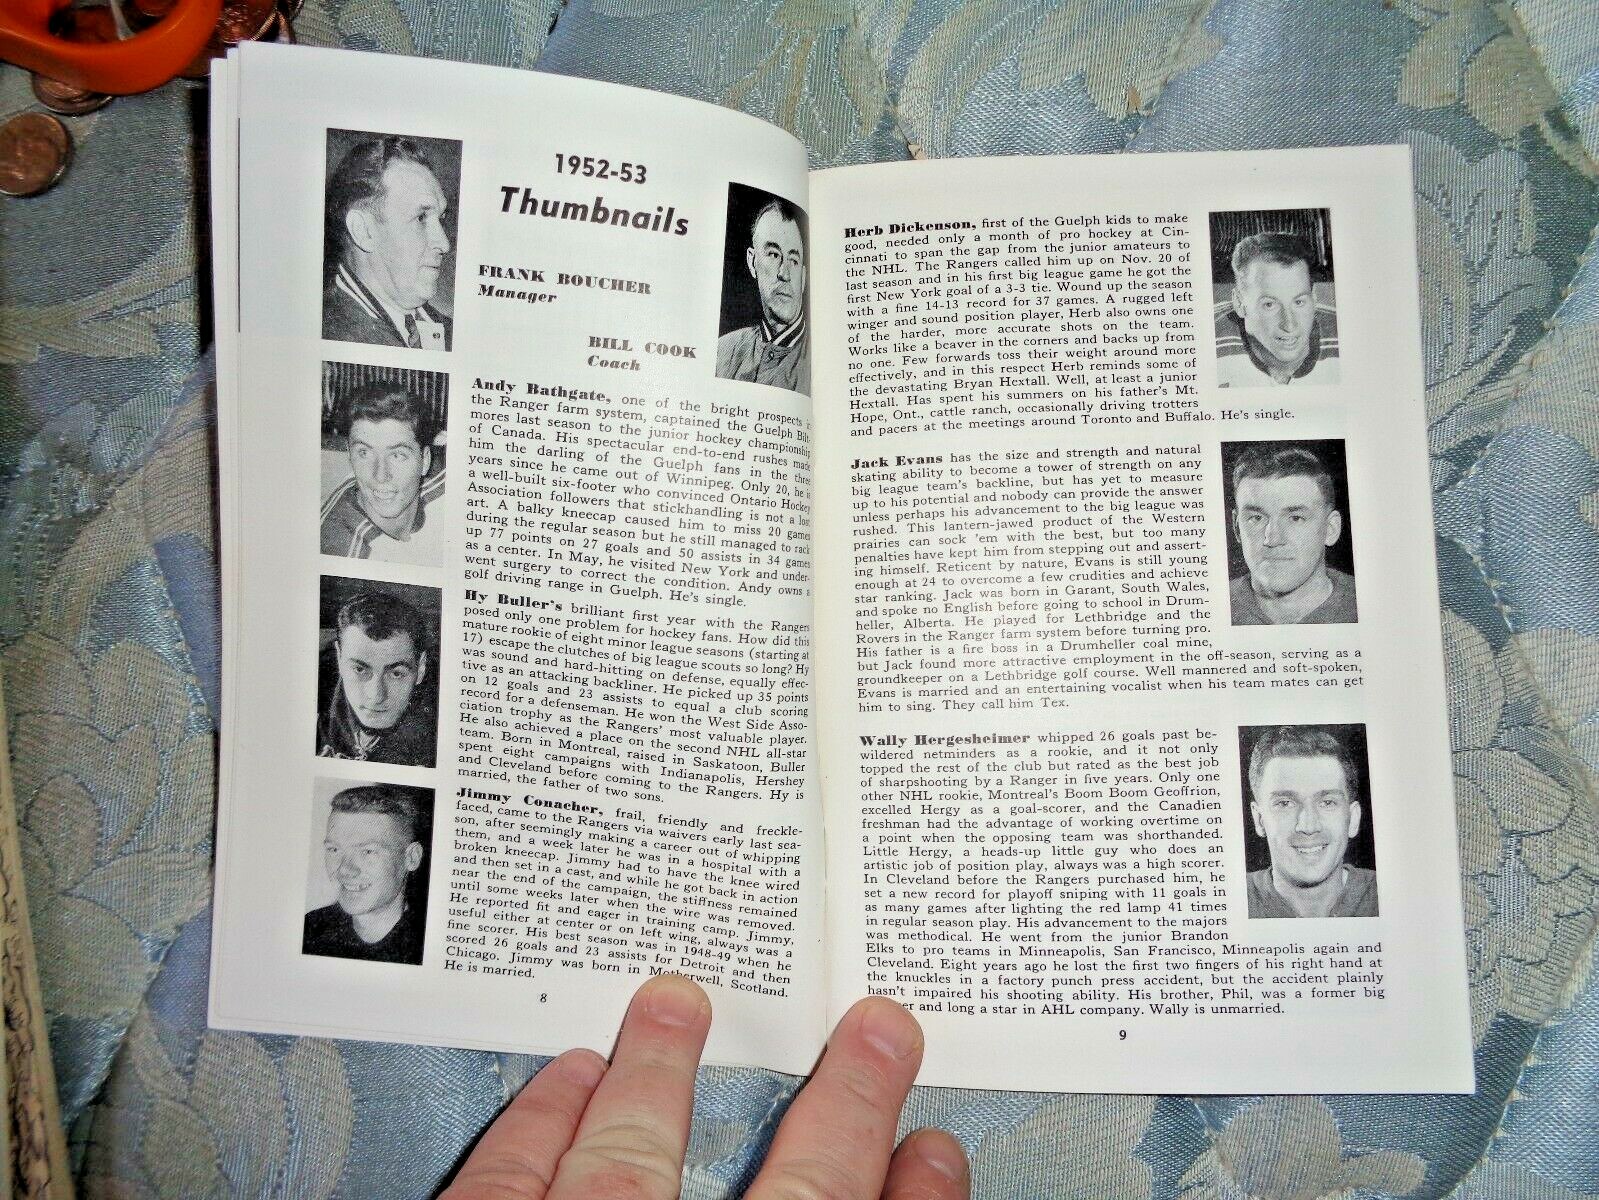 1952-53
Thumbnails
FRANK BOUCHER
Manager
BILL COOK
Coach
Andy Bathgate, one of the bright prospects in
the Ranger farm system, captained the Guelph Bilt-
mores last season to the junior hockey championship
of Canada. His spectacular end-to-end rushes made
him the darling of the Guelph fans in the three
years since he came out of Winnipeg. Only 20, he is
a well-built six-footer who convinced Ontario Hockey
Association followers that stickhandling is not a lost
art. A balky kneecap caused him to miss 20 games
during the regular season but he still managed to rack
up 77 points on 27 goals and 50 assists in 34 games
as a center. In May, he visited New York and under-
went surgery to correct the condition. Andy owns a
golf driving range in Guelph. He's single.
Hy Buller's brilliant first year with the Rangers
posed only one problem for hockey fans. How did this
mature rookie of eight minor league seasons (starting at
17) escape the clutches of big league scouts so long? Hy
was sound and hard-hitting on defense, equally effec-
tive as an attacking backliner. He picked up 35 points
on 12 goals and 23 assists to equal a club scoring
record for a defenseman. He won the West Side Asso-
ciation trophy as the Rangers' most valuable player.
He also achieved a place on the second NHL all-star
team. Born in Montreal, raised in Saskatoon, Buller
spent eight campaigns with Indianapolis, Hershey
and Cleveland before coming to the Rangers. Hy is
married, the father of two sons.
Jimmy Conacher, frail, friendly and freckle-
faced, came to the Rangers via waivers early last sea-
son, after seemingly making a career out of whipping
them, and a week later he was in a hospital with a
broken kneecap. Jimmy had to have the knee wired
and then set in a cast, and while he got back in action
near the end of the campaign, the stiffness remained
until some weeks later when the wire was removed.
He reported fit and eager in training camp. Jimmy,
useful either at center or on left wing, always was a
fine scorer. His best season was in 1948-49 when he
scored 26 goals and 23 assists for Detroit and then
Chicago. Jimmy was born in Motherwell, Scotland.
He is married.
8
Herb Dickenson, first of the Guelph kids to make
good, needed only a month of pro hockey at Cin-
cinnati to span the gap from the junior amateurs to
the NHL. The Rangers called him up on Nov. 20 of
last season and in his first big league game he got the
first New York goal of a 3-3 tie. Wound up the season
with a fine 14-13 record for 37 games. A rugged left
winger and sound position player, Herb also owns one
of the harder, more accurate shots on the team.
Works like a beaver in the corners and backs up from
no one. Few forwards toss their weight around more
effectively, and in this respect Herb reminds some of
the devastating Bryan Hextall. Well, at least a junior
Hextall. Has spent his summers on his father's Mt.
Hope, Ont., cattle ranch, occasionally driving trotters
and pacers at the meetings around Toronto and Buffalo. He's single.
Jack Evans has the size and strength and natural
skating ability to become a tower of strength on any
big league team's backline, but has yet to measure
up to his potential and nobody can provide the answer
unless perhaps his advancement to the big league was
rushed. This lantern-jawed product of the Western
prairies can sock 'em with the best, but too many
penalties have kept him from stepping out and assert-
ing himself. Reticent by nature, Evans is still young
enough at 24 to overcome a few crudities and achieve
star ranking. Jack was born in Garant, South Wales,
and spoke no English before going to school in Drum-
heller, Alberta. He played for Lethbridge and the
Rovers in the Ranger farm system before turning pro.
His father is a fire boss in a Drumheller coal mine,
but Jack found more attractive employment in the off-season, serving as a
groundkeeper on a Lethbridge golf course. Well mannered and soft-spoken,
Evans is married and an entertaining vocalist when his team mates can get
him to sing. They call him Tex.
Wally Hergesheimer whipped 26 goals past be-
wildered netminders as a rookie, and it not only
topped the rest of the club but rated as the best job
of sharpshooting by a Ranger in five years. Only one
other NHL rookie, Montreal's Boom Boom Geoffrion,
excelled Hergy as a goal-scorer, and the Canadien
freshman had the advantage of working overtime on
a point when the opposing team was shorthanded.
Little Hergy, a heads-up little guy who does an
artistic job of position play, always was a high scorer.
In Cleveland before the Rangers purchased him, he
set a new record for playoff sniping with 11 goals in
as many games after lighting the red lamp 41 times
in regular season play. His advancement to the majors
was methodical. He went from the junior Brandon
Elks to pro teams in Minneapolis, San Francisco, Minneapolis again and
Cleveland. Eight years ago he lost the first two fingers of his right hand at
the knuckles in a factory punch press accident, but the accident plainly
hasn't impaired his shooting ability. His brother, Phil, was a former big
and long a star in AHL company. Wally is unmarried.
9